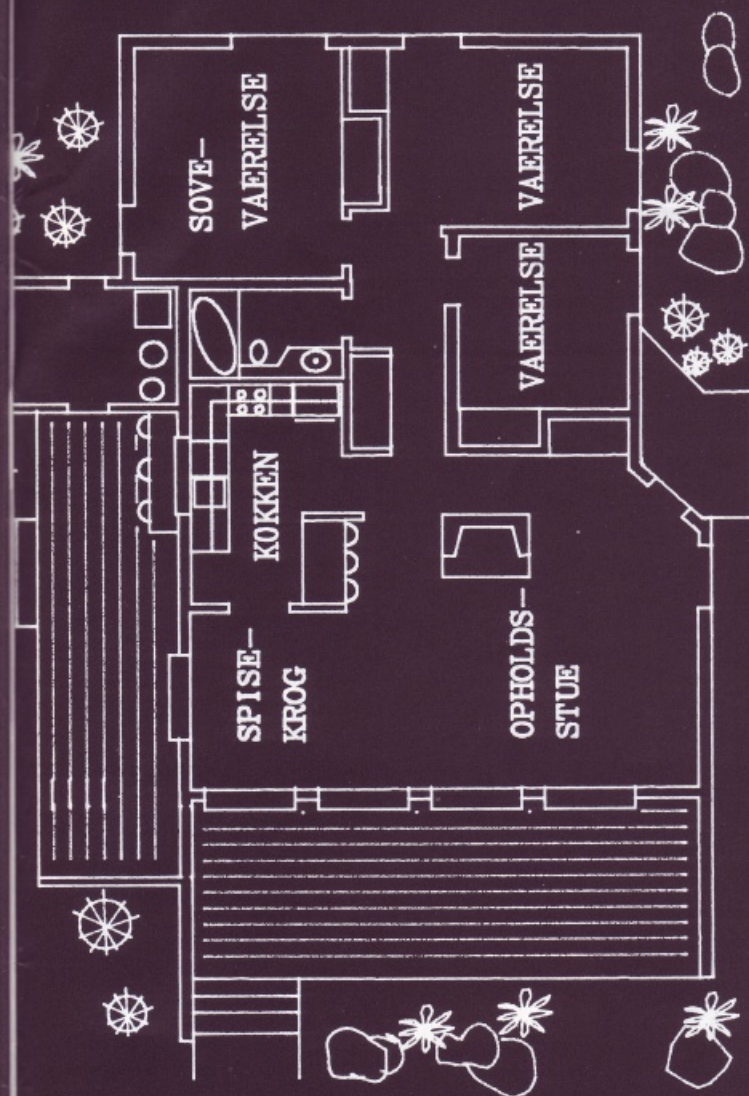 SOVE-
VAERELSE
VAERELSE
VAERELSE
KOKKEN
SPISE-
KROG
OPHOLDS-
STUE